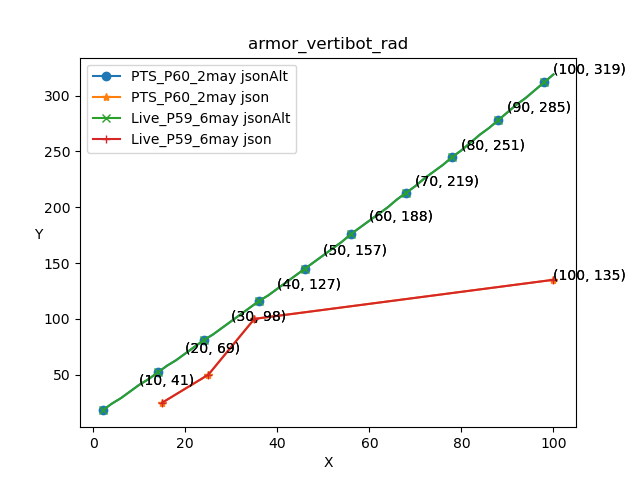 armor_vertibot_rad
PTS_P60_2may jsonAlt
PTS_P60_2may json
Live_P59_6may jsonAlt
Live_P59_6may json
(100, 319)
(90, 285)
(80, 251)
(70, 219)
(60, 188)
(50, 157)
(40, 127)
(100, 135)
(30, 98)
(20, 69)
(10, 41)
Y
300
250
200
150
100
50
0 20 40 60 80 100
X